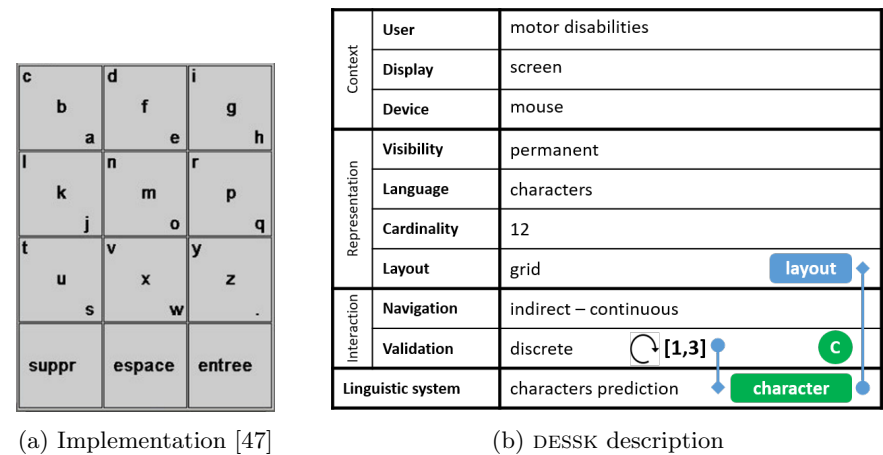 c d i
b f g
a e h
l n r
k m p
j o q
t v y
u x z
s w .
suppr espace entree
(a) Implementation [47]
Context
User motor disabilities
Display screen
Device mouse
Representation
Visibility permanent
Language characters
Cardinality 12
Layout grid layout
Interaction
Navigation indirect – continuous
Validation discrete [1,3] C
Linguistic system characters prediction character
(b) DESSK description